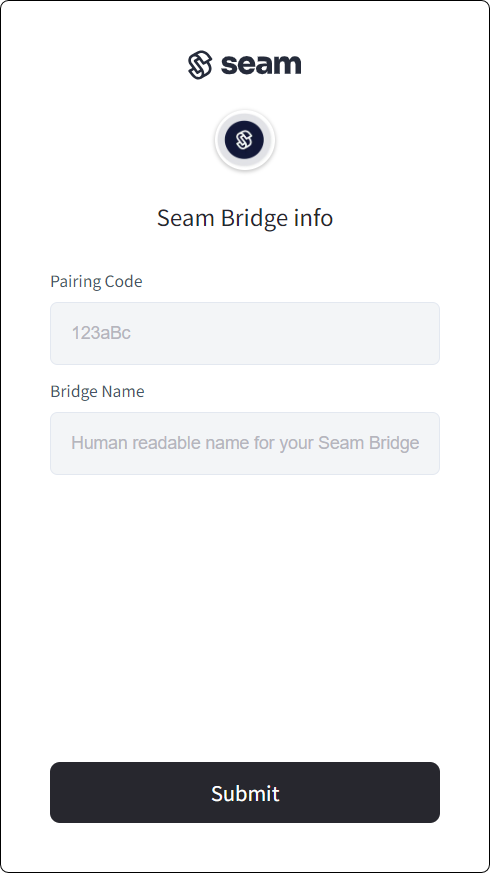 seam
Seam Bridge info
Pairing Code
123aBc
Bridge Name
Human readable name for your Seam Bridge
Submit